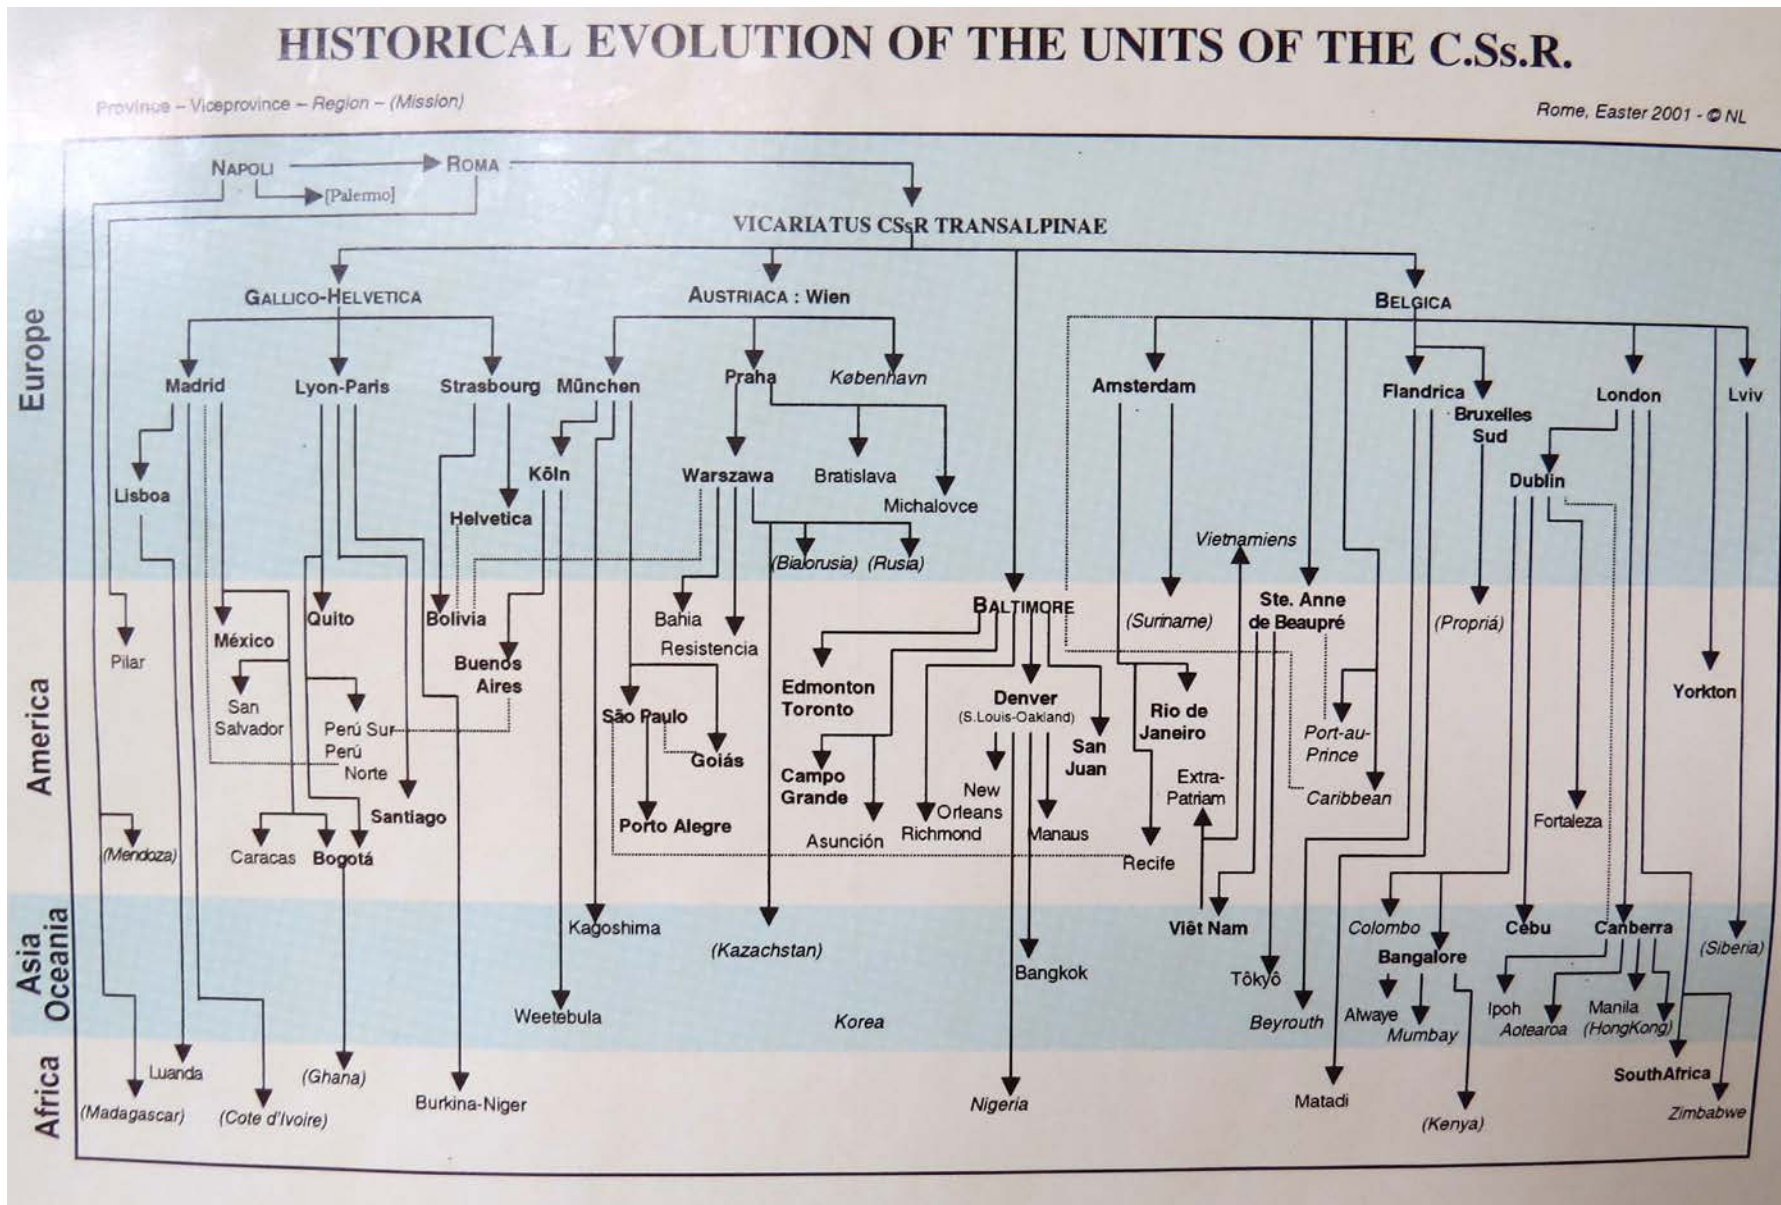 HISTORICAL EVOLUTION OF THE UNITS OF THE C.Ss.R.
Province – Viceprovince – Region – (Mission)
Rome, Easter 2001 - © NL
NAPOLI
ROMA
[Palermo]
VICARIATUS CSsR TRANSALPINAE
GALLICO-HELVETICA
AUSTRIACA : Wien
BELGICA
Europe
Madrid
Lyon-Paris
Strasbourg
München
Praha
København
Amsterdam
Flandrica
London
Lviv
Bruxelles
Sud
Lisboa
Köln
Warszawa
Bratislava
Dublin
Helvetica
Michalovce
Vietnamiens
(Bialorusia)
(Rusia)
America
Pilar
México
Quito
Bolivia
Bahia
Resistencia
BALTIMORE
(Suriname)
Ste. Anne
de Beaupré
(Propriá)
San
Salvador
Perú Sur
Perú
Norte
Buenos
Aires
São Paulo
Goiás
Edmonton
Toronto
Denver
(S.Louis-Oakland)
San
Juan
Rio de
Janeiro
Port-au-
Prince
Yorkton
Santiago
Porto Alegre
Campo
Grande
New
Orleans
Extra-
Patriam
Caribbean
(Mendoza)
Caracas
Bogotá
Asunción
Richmond
Manaus
Recife
Fortaleza
Asia
Oceania
Kagoshima
(Kazachstan)
Bangkok
Viêt Nam
Colombo
Cebu
Canberra
(Siberia)
Bangalore
Tôkyô
Weetebula
Korea
Beyrouth
Alwaye
Mumbay
Ipoh
Aotearoa
Manila
(HongKong)
Africa
Luanda
(Ghana)
(Madagascar)
(Cote d'Ivoire)
Burkina-Niger
Nigeria
Matadi
(Kenya)
SouthAfrica
Zimbabwe